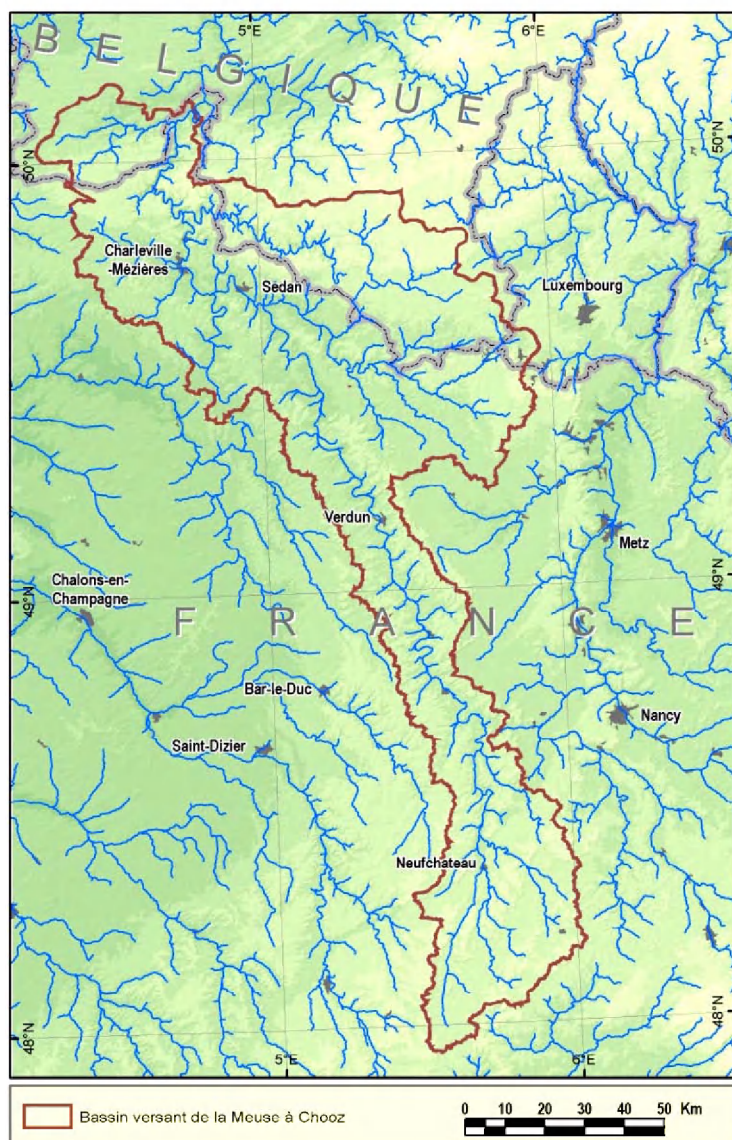 5°E
6°E
BELGIQUE
50°N
50°N
Charleville
-Mézières
Sedan
Luxembourg
Verdun
Metz
Chalons-en-
Champagne
49°N
49°N
FRANCE
Bar-le-Duc
Nancy
Saint-Dizier
Neufchateau
48°N
48°N
5°E
6°E
Bassin versant de la Meuse à Chooz
0 10 20 30 40 50 Km